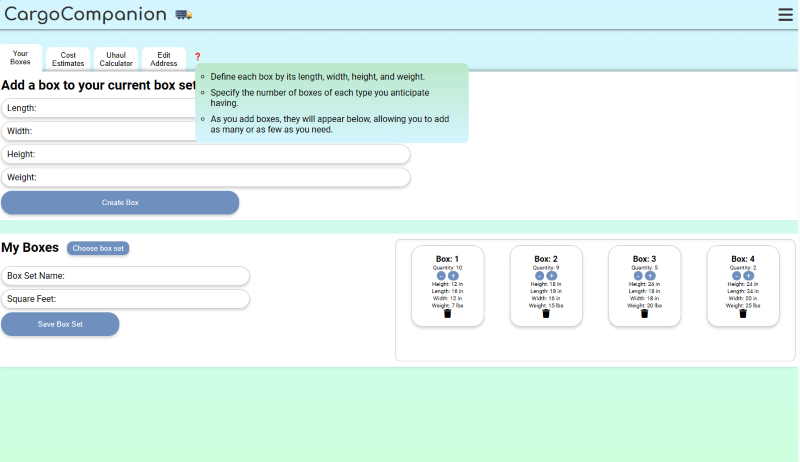 CargoCompanion
Your
Boxes
Cost
Estimates
Uhaul
Calculator
Edit
Address
?
Define each box by its length, width, height, and weight.
Specify the number of boxes of each type you anticipate
having.
As you add boxes, they will appear below, allowing you to add
as many or as few as you need.
Add a box to your current box set
Length:
Width:
Height:
Weight:
Create Box
My Boxes
Choose box set
Box Set Name:
Square Feet:
Save Box Set
Box: 1
Quantity: 10
- +
Height: 12 in
Length: 16 in
Width: 12 in
Weight: 7 lbs
Box: 2
Quantity: 9
- +
Height: 18 in
Length: 18 in
Width: 16 in
Weight: 15 lbs
Box: 3
Quantity: 5
- +
Height: 24 in
Length: 18 in
Width: 18 in
Weight: 20 lbs
Box: 4
Quantity: 2
- +
Height: 24 in
Length: 24 in
Width: 20 in
Weight: 25 lbs